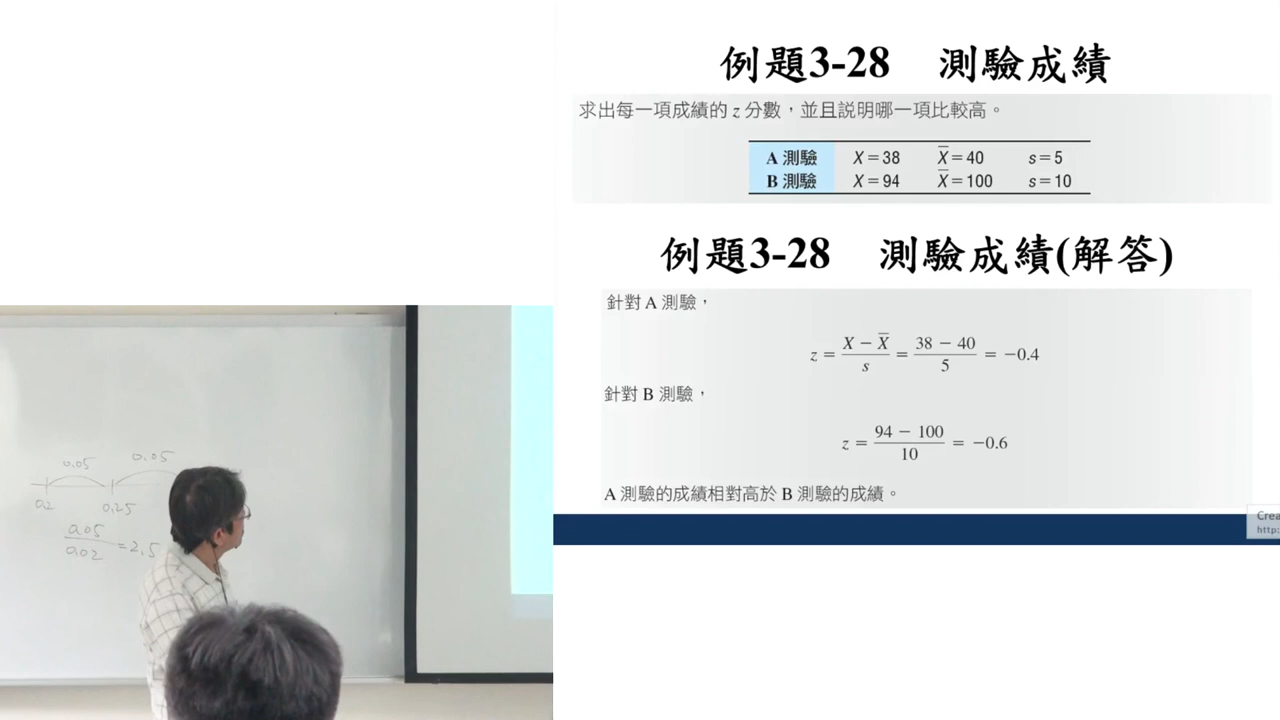 例題3-28 測驗成績
求出每一項成績的 z 分數，並且説明哪一項比較高。
A 測驗 X = 38 X̄ = 40 s = 5
B 測驗 X = 94 X̄ = 100 s = 10
例題3-28 測驗成績(解答)
針對 A 測驗，
z = (X − X̄)/s = (38 − 40)/5 = −0.4
針對 B 測驗，
z = (94 − 100)/10 = −0.6
A 測驗的成績相對高於 B 測驗的成績。
Crea
http:
0.05 0.05
0.2 0.25
0.05/0.02 = 2.5